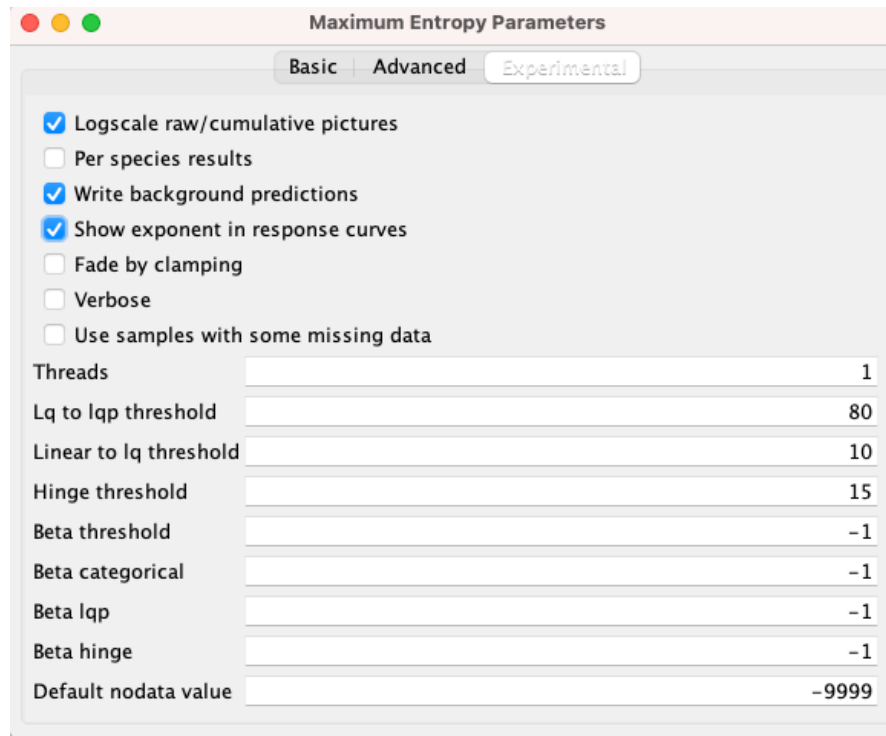 Maximum Entropy Parameters
Basic Advanced Experimental
Logscale raw/cumulative pictures
Per species results
Write background predictions
Show exponent in response curves
Fade by clamping
Verbose
Use samples with some missing data
Threads 1
Lq to lqp threshold 80
Linear to lq threshold 10
Hinge threshold 15
Beta threshold -1
Beta categorical -1
Beta lqp -1
Beta hinge -1
Default nodata value -9999